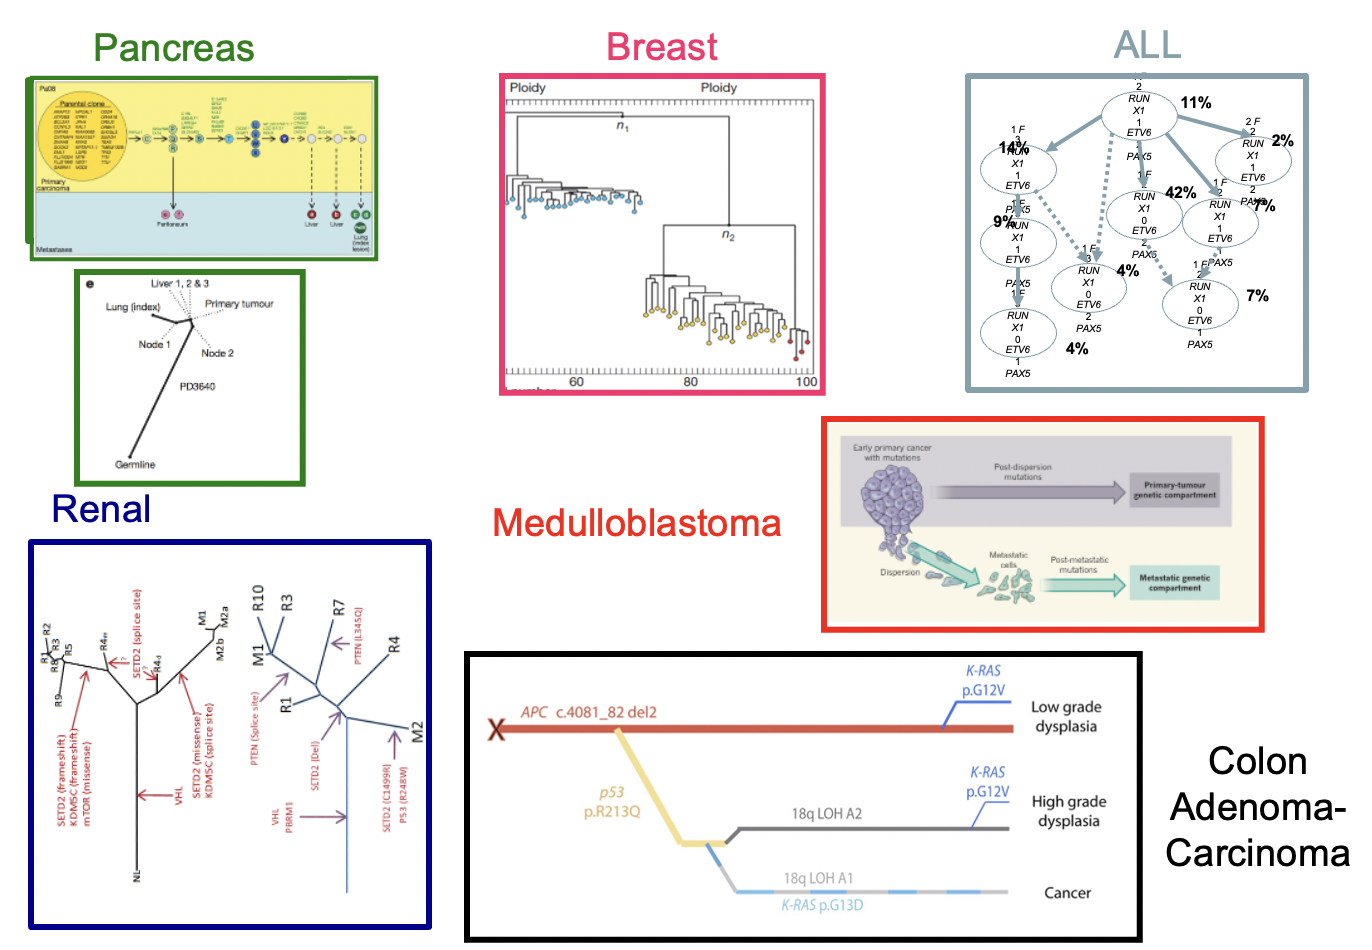 Pancreas
Breast
ALL
Pa08
Parental clone
Primary
carcinoma
Peritoneum
Liver
Liver
Lung
(index
lesion)
Metastases
e
Liver 1, 2 & 3
Lung (index)
Primary tumour
Node 1
Node 2
PD3640
Germline
Ploidy
Ploidy
n1
n2
60
80
100
11%
2
RUN
X1
1
ETV6
PAX5
1 F
3
14%
RUN
X1
1
ETV6
2 F
2%
RUN
X1
1
ETV6
2
PAX5
42%
RUN
X1
0
ETV6
2
PAX5
1 F
7%
RUN
X1
1
ETV6
PAX5
9%
PAX5
RUN
X1
1
ETV6
1 F
3
4%
RUN
X1
0
ETV6
2
PAX5
1 F
2
7%
RUN
X1
0
ETV6
1
PAX5
PAX5
RUN
X1
0
ETV6
1
PAX5
4%
Renal
R1
R2
R3
R8
R5
R9
R4
SETD2 (splice site)
R4d
M1
M2a
M2b
SETD2 (frameshift)
KDM5C (frameshift)
mTOR (missense)
VHL
SETD2 (missense)
KDM5C (splice site)
NL
R10
R3
R7
PTEN (L345Q)
R4
M1
R1
PTEN (Splice site)
SETD2 (Del)
M2
VHL
PBRM1
SETD2 (C1499R)
P53 (R248W)
Medulloblastoma
Early primary cancer
with mutations
Post-dispersion
mutations
Primary-tumour
genetic compartment
Dispersion
Metastatic
cells
Post-metastatic
mutations
Metastatic genetic
compartment
X
APC c.4081_82 del2
K-RAS
p.G12V
Low grade
dysplasia
p53
p.R213Q
18q LOH A2
K-RAS
p.G12V
High grade
dysplasia
18q LOH A1
K-RAS p.G13D
Cancer
Colon
Adenoma-
Carcinoma